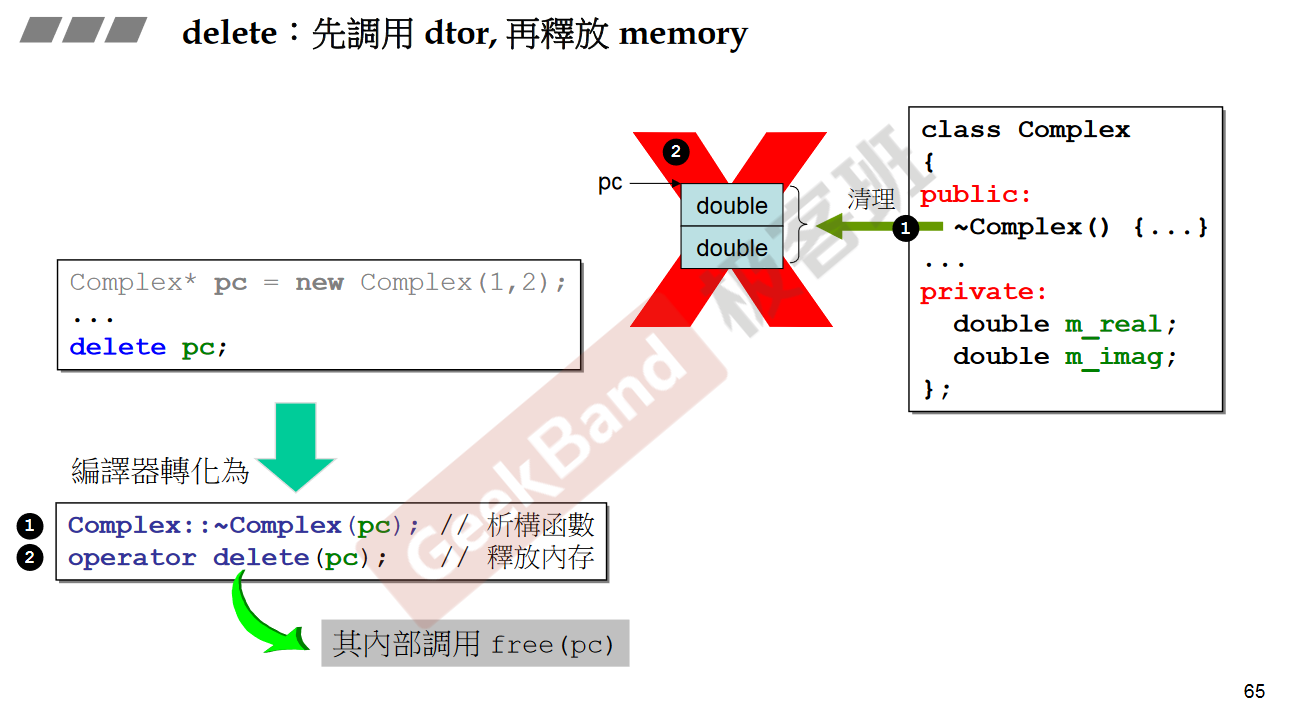 delete：先調用 dtor, 再釋放 memory
class Complex
{
public:
~Complex() {...}
...
private:
double m_real;
double m_imag;
};
2
pc
double
double
清理
1
Complex* pc = new Complex(1,2);
...
delete pc;
編譯器轉化為
1 Complex::~Complex(pc); // 析構函數
2 operator delete(pc); // 釋放內存
其內部調用 free(pc)
GeekBand 极客班
65